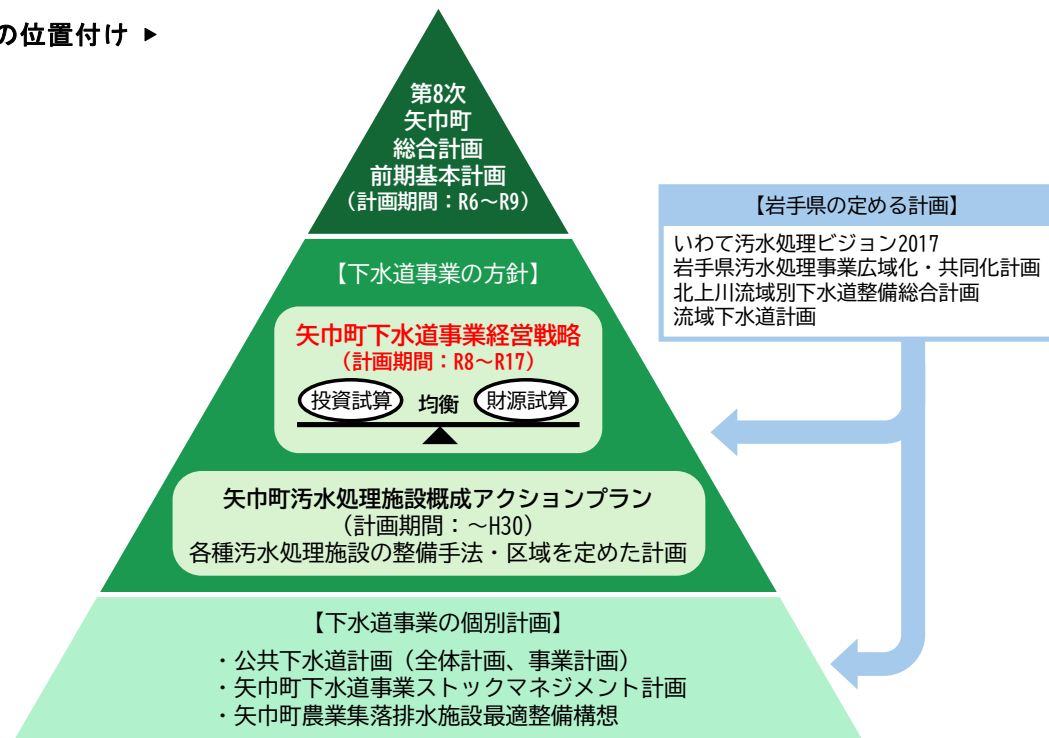 の位置付け ▶
第8次
矢巾町
総合計画
前期基本計画
(計画期間：R6～R9)
【下水道事業の方針】
矢巾町下水道事業経営戦略
(計画期間：R8～R17)
投資試算 均衡 財源試算
矢巾町汚水処理施設概成アクションプラン
(計画期間：～H30)
各種汚水処理施設の整備手法・区域を定めた計画
【下水道事業の個別計画】
・公共下水道計画（全体計画、事業計画）
・矢巾町下水道事業ストックマネジメント計画
・矢巾町農業集落排水施設最適整備構想
【岩手県の定める計画】
いわて汚水処理ビジョン2017
岩手県汚水処理事業広域化・共同化計画
北上川流域別下水道整備総合計画
流域下水道計画